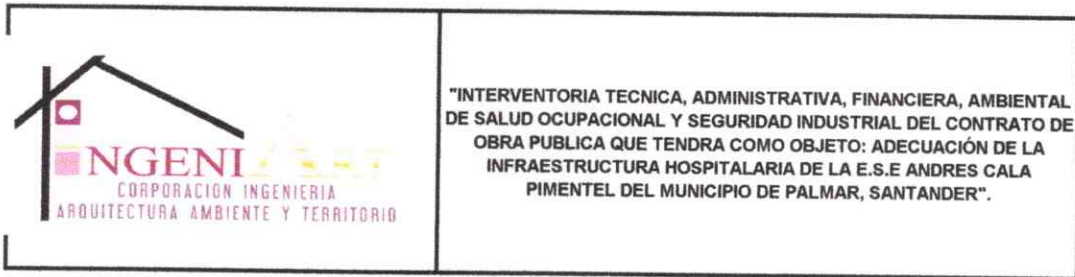 INGENI
CORPORACION INGENIERIA
ARQUITECTURA AMBIENTE Y TERRITORIO
"INTERVENTORIA TECNICA, ADMINISTRATIVA, FINANCIERA, AMBIENTAL
DE SALUD OCUPACIONAL Y SEGURIDAD INDUSTRIAL DEL CONTRATO DE
OBRA PUBLICA QUE TENDRA COMO OBJETO: ADECUACIÓN DE LA
INFRAESTRUCTURA HOSPITALARIA DE LA E.S.E ANDRES CALA
PIMENTEL DEL MUNICIPIO DE PALMAR, SANTANDER".